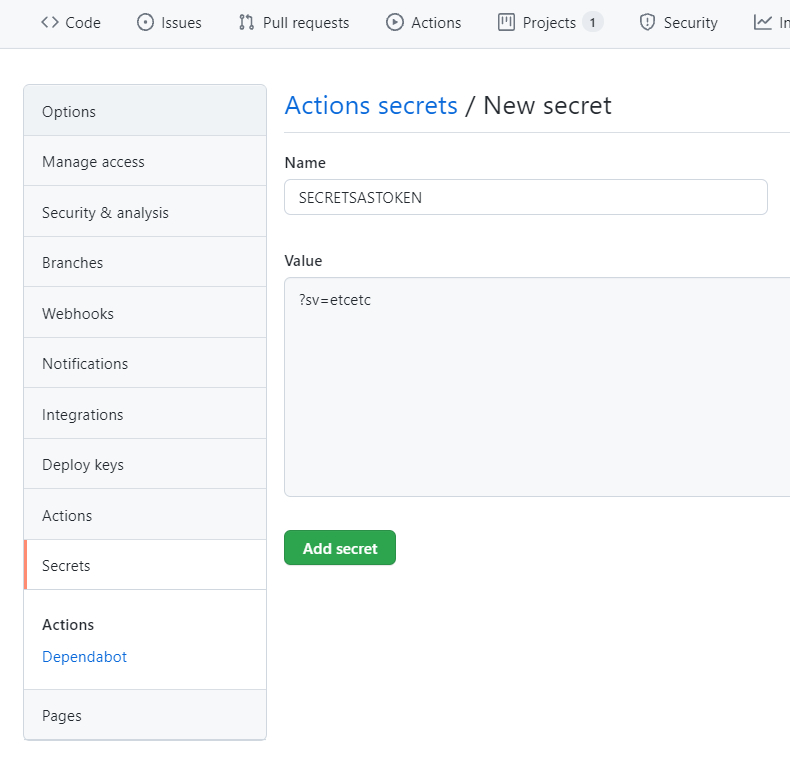 Code Issues Pull requests Actions Projects 1 Security
Options
Manage access
Security & analysis
Branches
Webhooks
Notifications
Integrations
Deploy keys
Actions
Secrets
Actions
Dependabot
Pages
Actions secrets / New secret
Name
SECRETSASTOKEN
Value
?sv=etcetc
Add secret